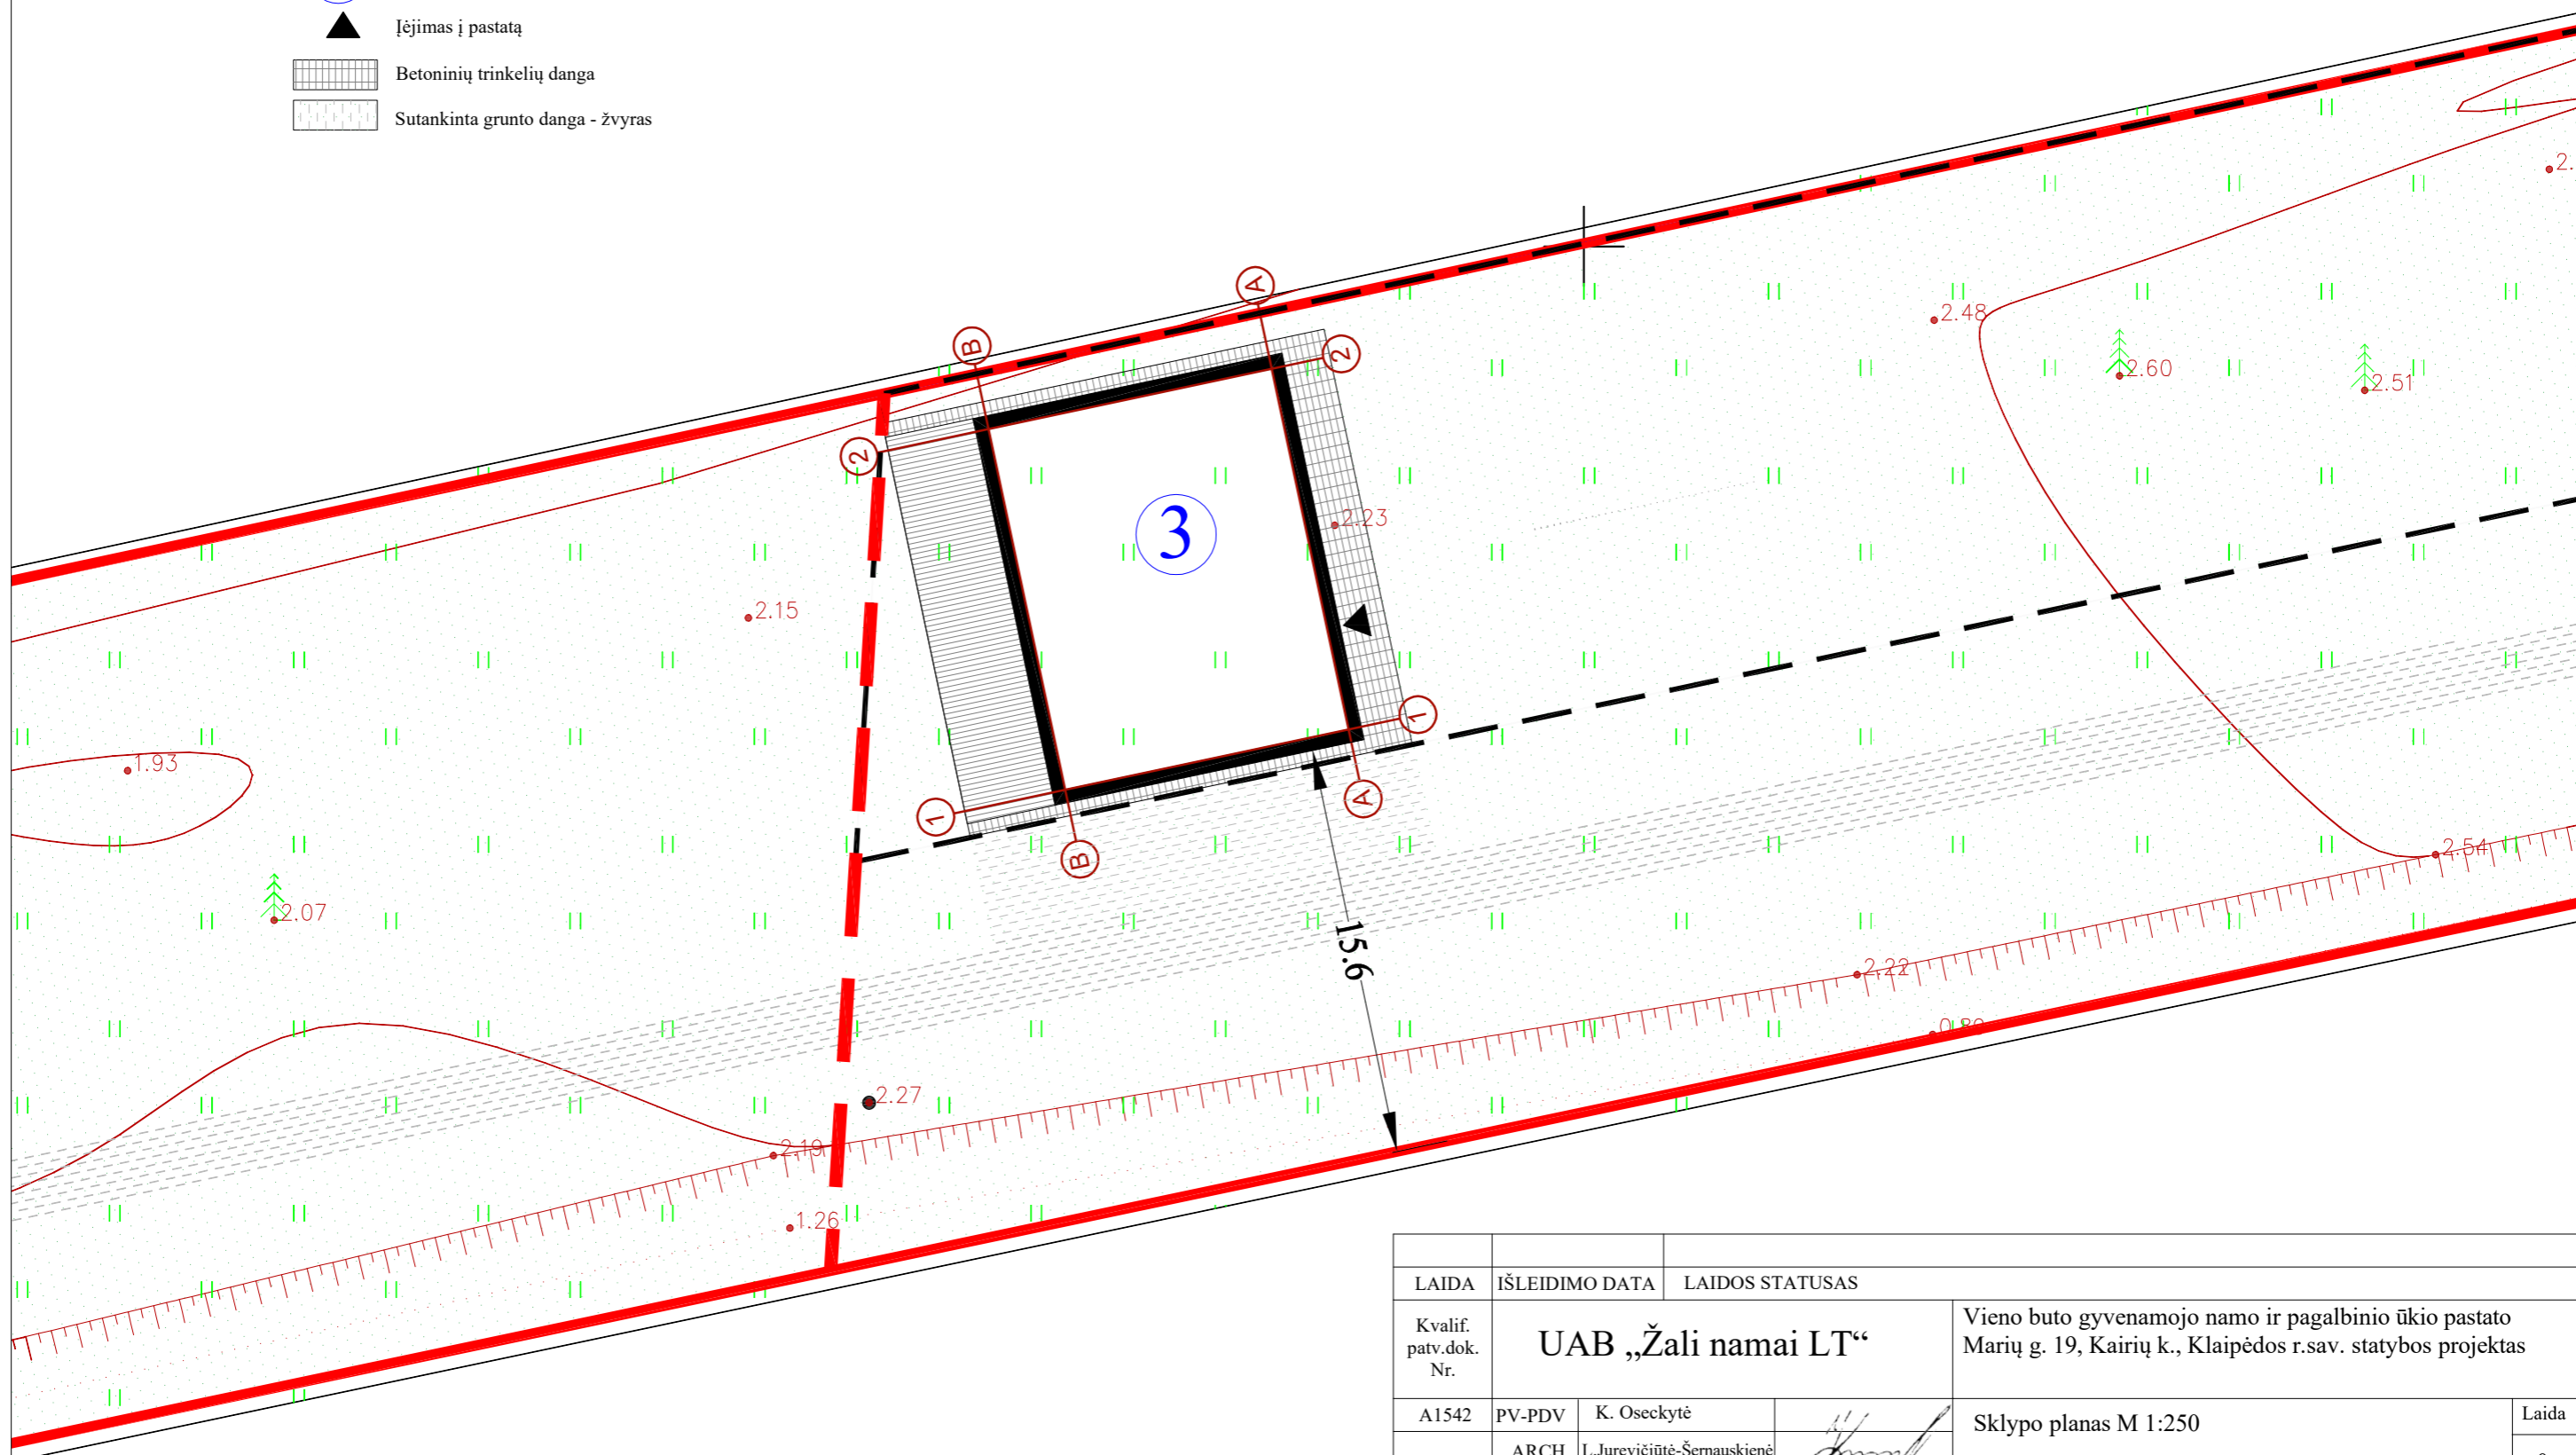 Įėjimas į pastatą
Betoninių trinkelių danga
Sutankinta grunto danga - žvyras
A
B
2
2
2.48
2.60
2.51
3
2.23
2.15
1.93
1
1
A
B
2.54
2.07
15.6
2.22
0.80
2.27
2.19
1.26
LAIDA IŠLEIDIMO DATA LAIDOS STATUSAS
Kvalif.
patv.dok.
Nr.
UAB „Žali namai LT“
Vieno buto gyvenamojo namo ir pagalbinio ūkio pastato
Marių g. 19, Kairių k., Klaipėdos r.sav. statybos projektas
A1542 PV-PDV K. Oseckytė
Sklypo planas M 1:250
Laida
ARCH L.Jurevičiūtė-Šernauskienė